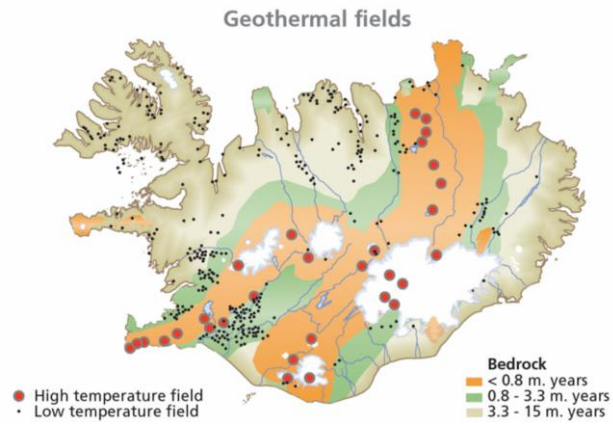 Geothermal fields
High temperature field
Low temperature field
Bedrock
< 0.8 m. years
0.8 - 3.3 m. years
3.3 - 15 m. years